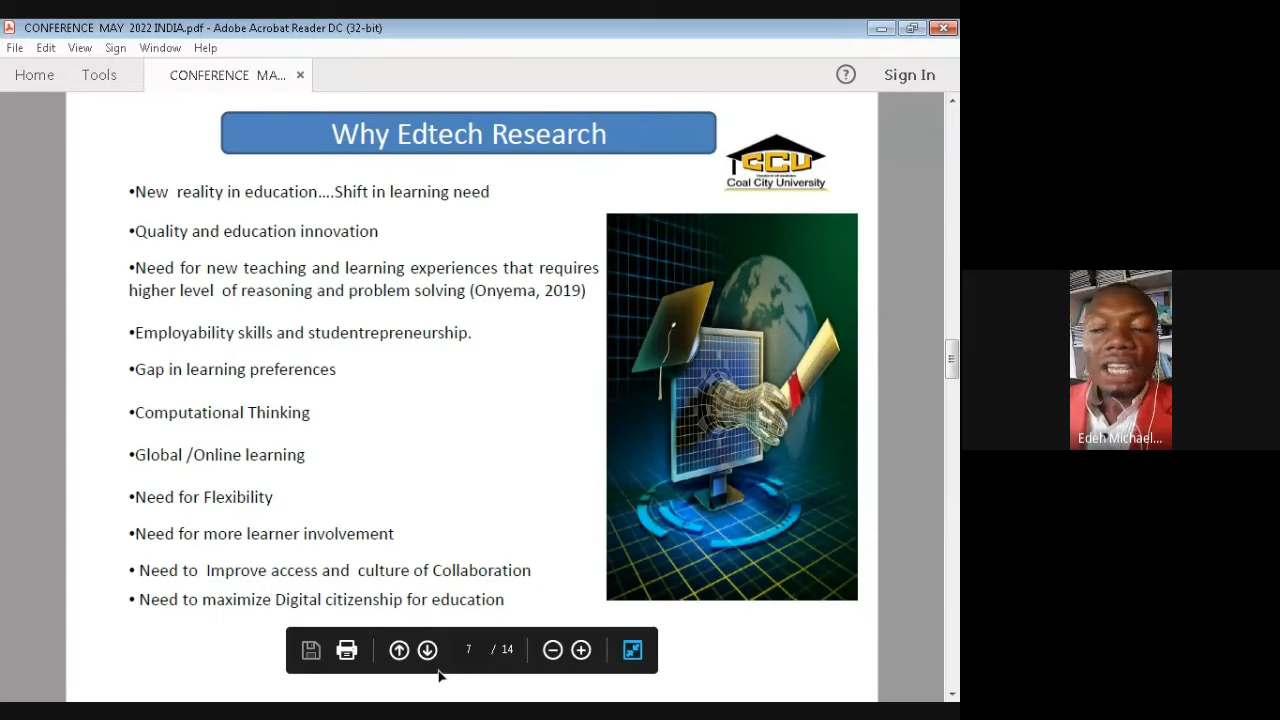 CONFERENCE MAY 2022 INDIA.pdf - Adobe Acrobat Reader DC (32-bit)
File Edit View Sign Window Help
Home Tools CONFERENCE MA... × ? Sign In
Why Edtech Research
CCU
Coal City University
•New reality in education....Shift in learning need
•Quality and education innovation
•Need for new teaching and learning experiences that requires
higher level of reasoning and problem solving (Onyema, 2019)
•Employability skills and studentrepreneurship.
•Gap in learning preferences
•Computational Thinking
•Global /Online learning
•Need for Flexibility
•Need for more learner involvement
• Need to Improve access and culture of Collaboration
• Need to maximize Digital citizenship for education
7 / 14
Edeh Michael...